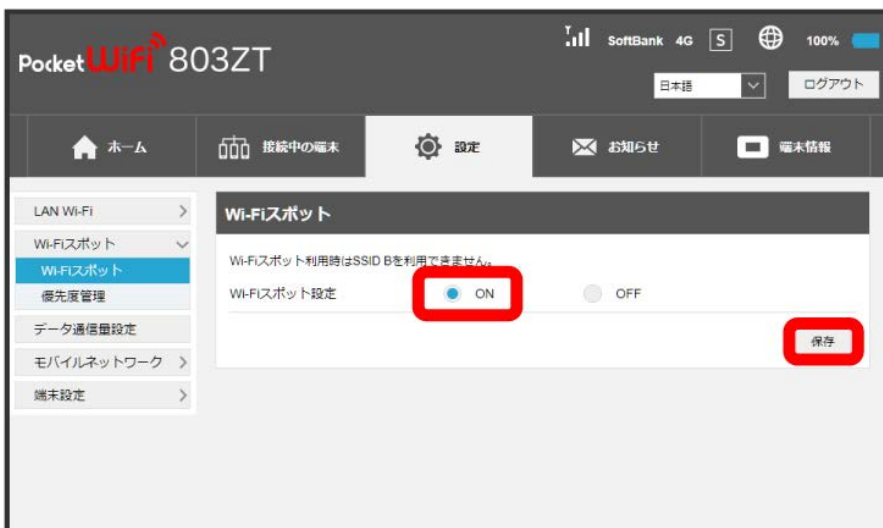 Pocket WiFi 803ZT
SoftBank 4G S 100%
日本語 ログアウト
ホーム 接続中の端末 設定 お知らせ 端末情報
LAN Wi-Fi
Wi-Fiスポット
Wi-Fiスポット
優先度管理
データ通信量設定
モバイルネットワーク
端末設定
Wi-Fiスポット
Wi-Fiスポット利用時はSSID Bを利用できません。
Wi-Fiスポット設定 ON OFF
保存